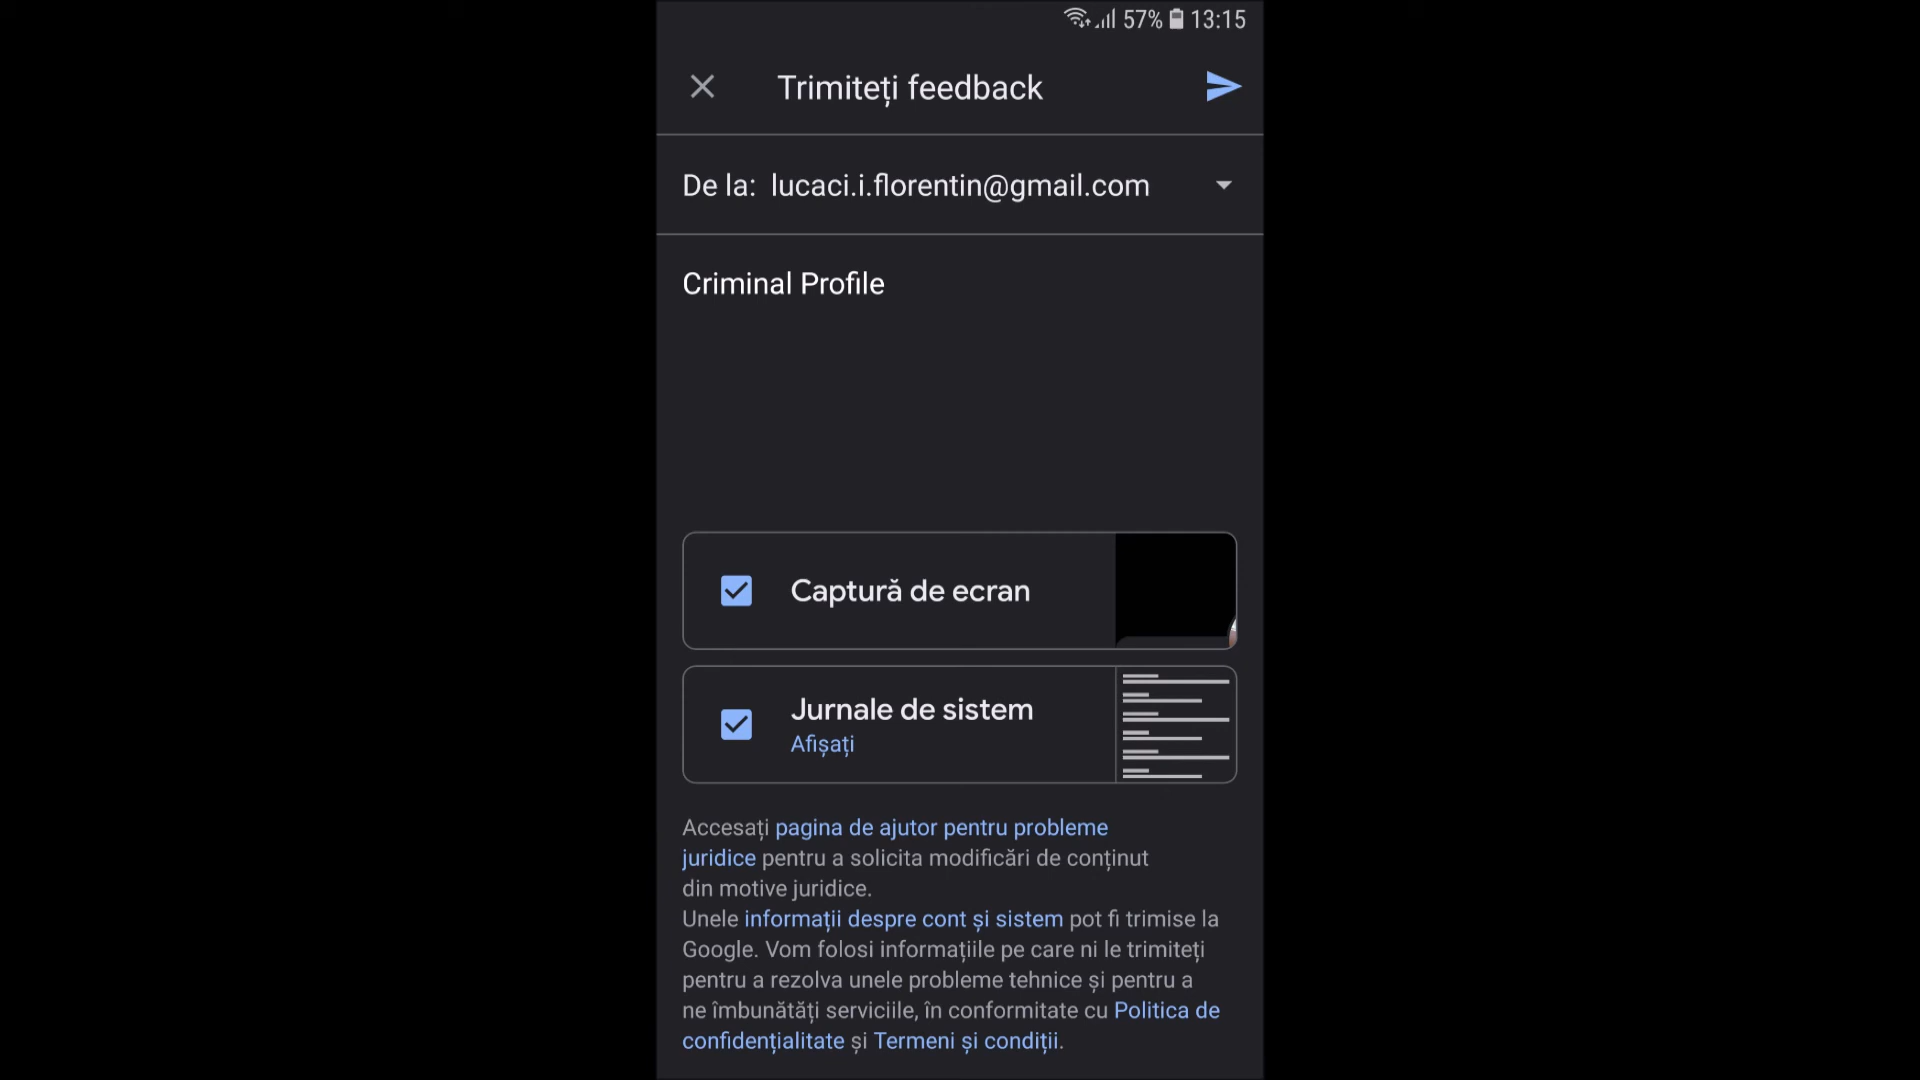 57% 13:15
Trimiteți feedback
De la: lucaci.i.florentin@gmail.com
Criminal Profile
Captură de ecran
Jurnale de sistem
Afișați
Accesați pagina de ajutor pentru probleme
juridice pentru a solicita modificări de conținut
din motive juridice.
Unele informații despre cont și sistem pot fi trimise la
Google. Vom folosi informațiile pe care ni le trimiteți
pentru a rezolva unele probleme tehnice și pentru a
ne îmbunătăți serviciile, în conformitate cu Politica de
confidențialitate și Termeni și condiții.